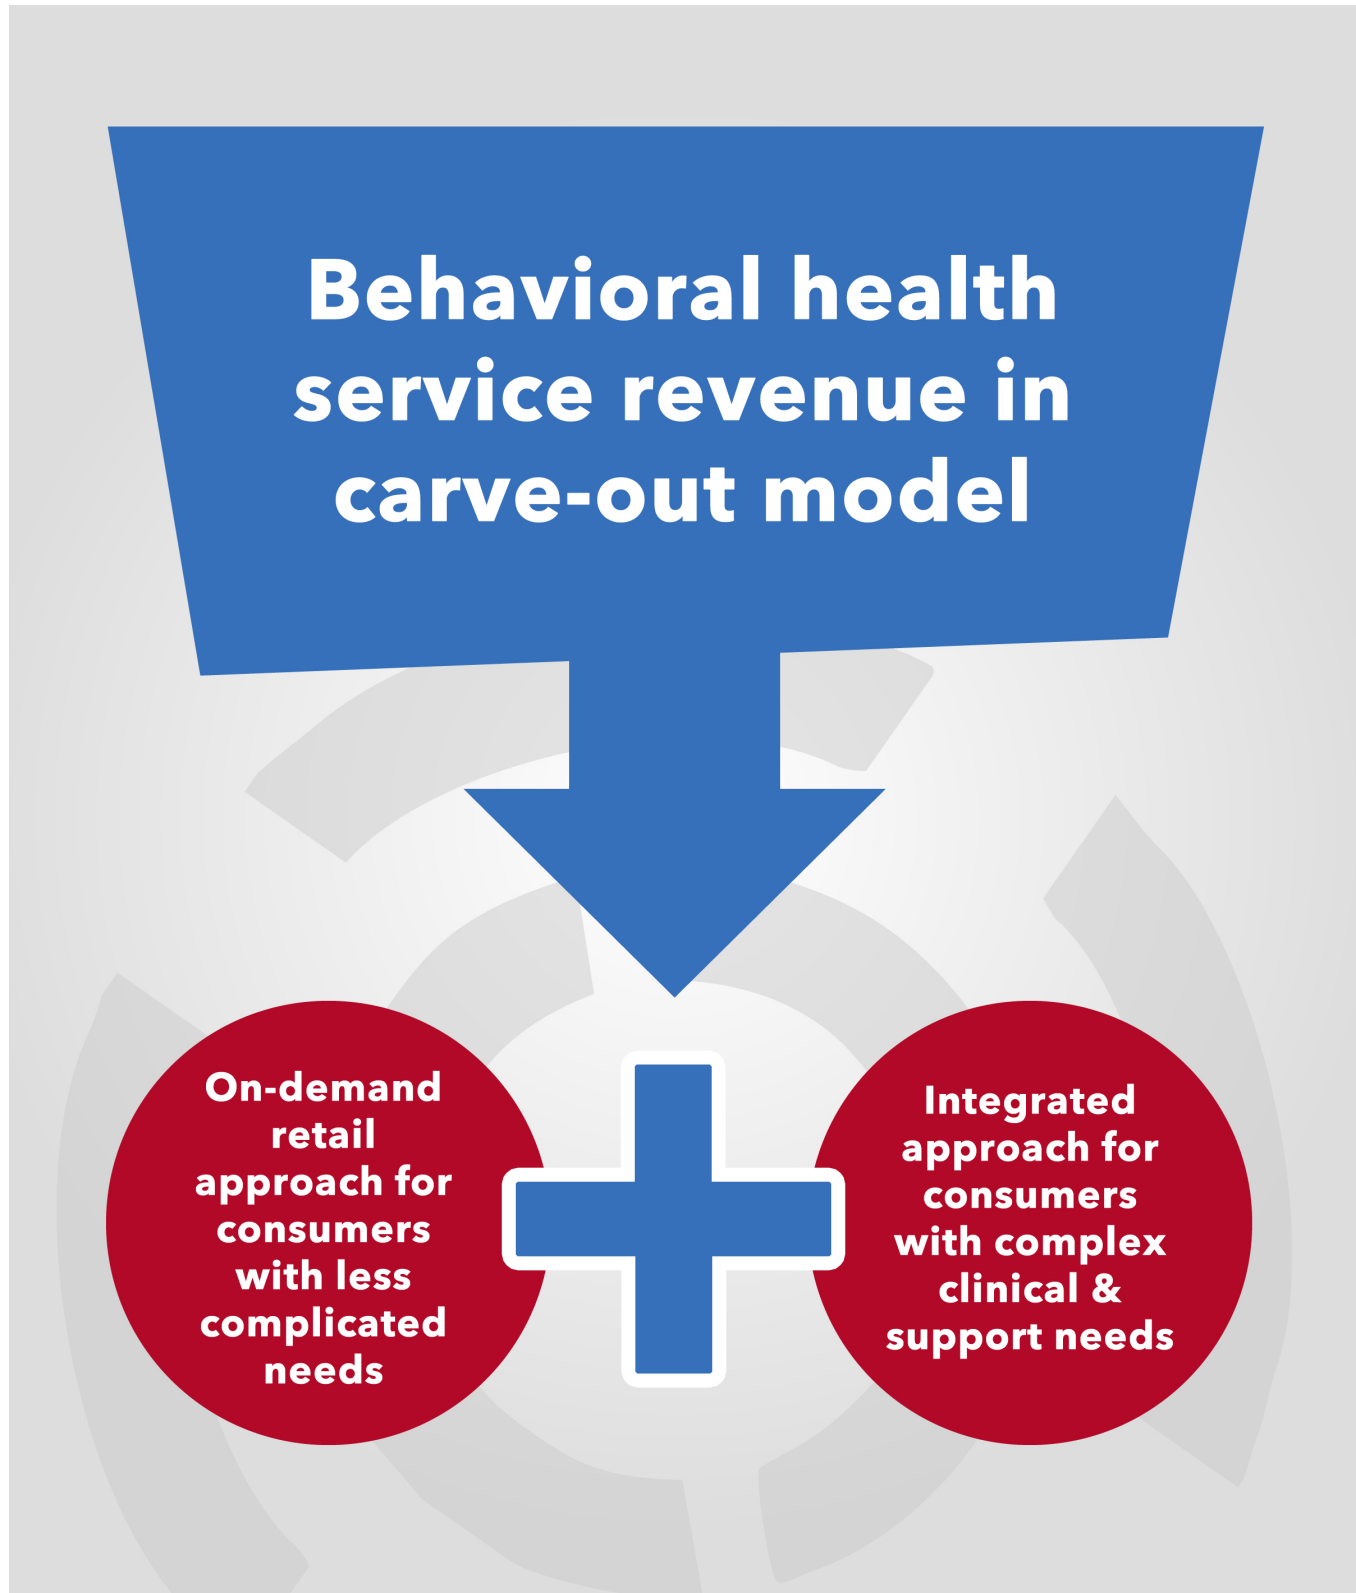 Behavioral health
service revenue in
carve-out model
On-demand
retail
approach for
consumers
with less
complicated
needs
Integrated
approach for
consumers
with complex
clinical &
support needs